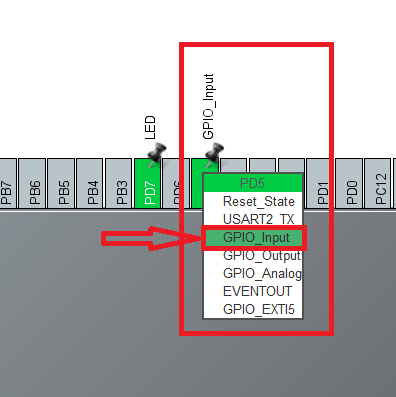 LED
GPIO_Input
PB7
PB6
PB5
PB4
PB3
PD7
PD6
PD1
PD0
PC12
PD5
Reset_State
USART2_TX
GPIO_Input
GPIO_Output
GPIO_Analog
EVENTOUT
GPIO_EXTI5